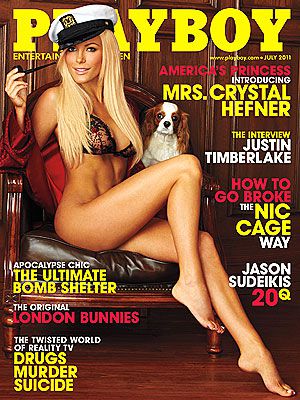 PLAYBOY
ENTERTAIN MEN
www.playboy.com • JULY 2011
AMERICA'S PRINCESS
INTRODUCING
MRS. CRYSTAL
HEFNER
THE INTERVIEW
JUSTIN
TIMBERLAKE
HOW TO
GO BROKE
THE NIC
CAGE
WAY
JASON
SUDEIKIS
20Q
APOCALYPSE CHIC
THE ULTIMATE
BOMB SHELTER
THE ORIGINAL
LONDON BUNNIES
THE TWISTED WORLD
OF REALITY TV
DRUGS
MURDER
SUICIDE